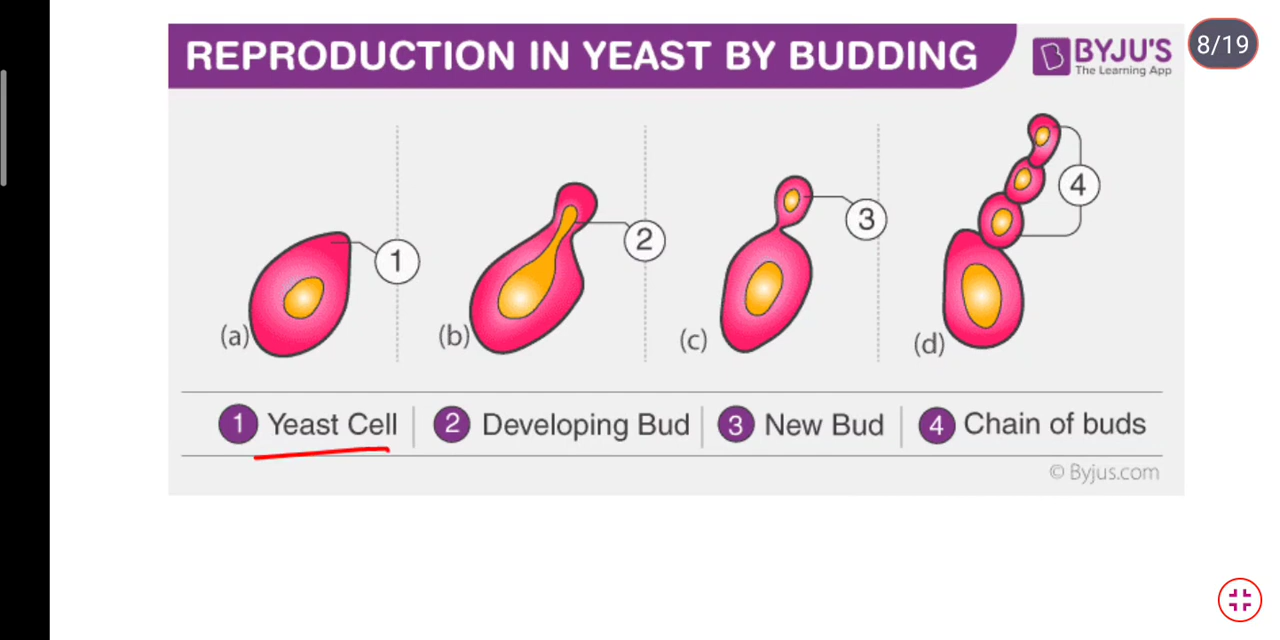 REPRODUCTION IN YEAST BY BUDDING
BYJU'S
The Learning App
8/19
1
2
3
4
(a)
(b)
(c)
(d)
1 Yeast Cell
2 Developing Bud
3 New Bud
4 Chain of buds
© Byjus.com